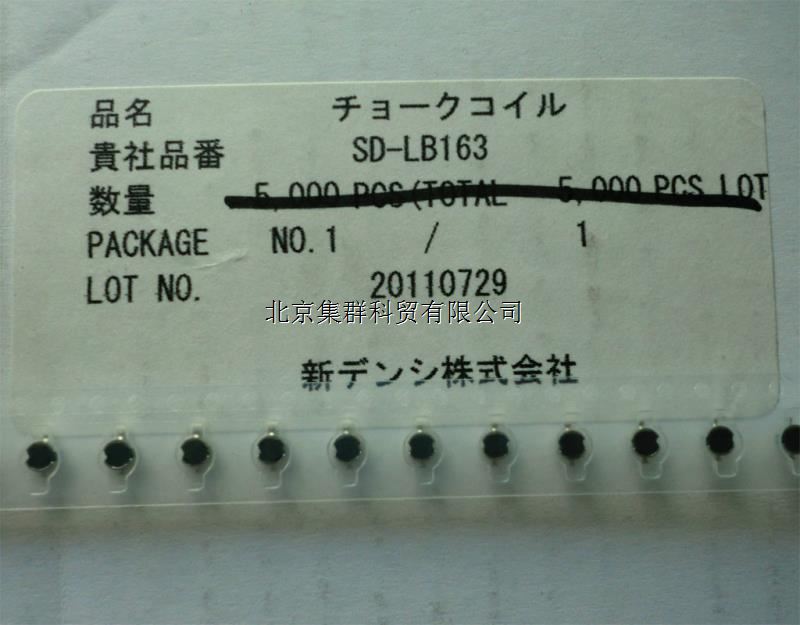 品名 チョークコイル
貴社品番 SD-LB163
数量 5,000 PCS(TOTAL 5,000 PCS LOT
PACKAGE NO.1 / 1
LOT NO. 20110729
北京集群科贸有限公司
新デンシ株式会社